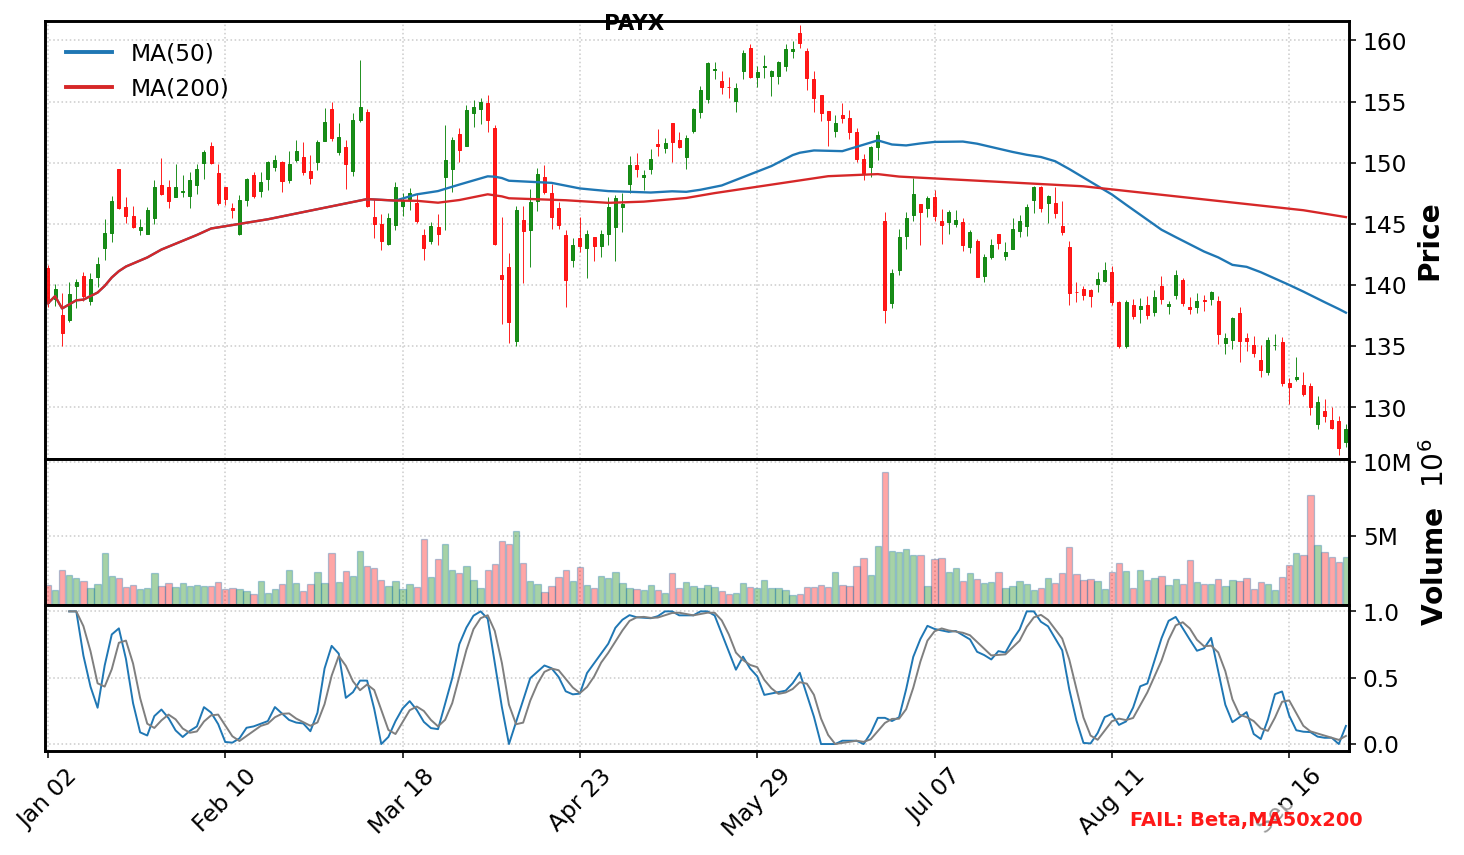 PAYX
MA(50)
MA(200)
160
155
150
145
140
135
130
Price
10M
5M
Volume 10⁶
1.0
0.5
0.0
Jan 02
Feb 10
Mar 18
Apr 23
May 29
Jul 07
Aug 11
Sep 16
FAIL: Beta,MA50x200